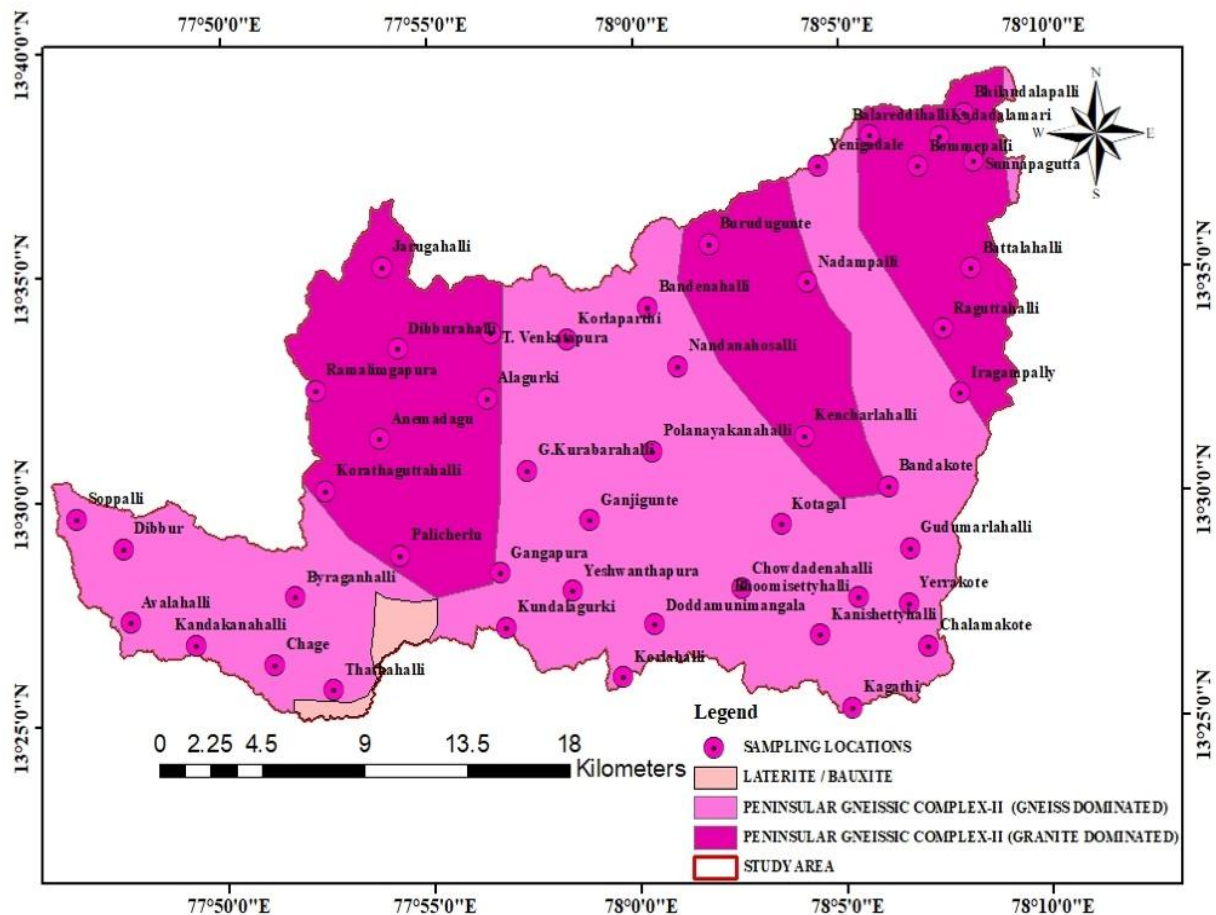 77°50'0"E 77°55'0"E 78°0'0"E 78°5'0"E 78°10'0"E
13°40'0"N
N
W E
S
Bhilandalapalli
Balareddihalli Kadadalamari
Yenigadale Bommepalli
Sunnapagutta
Burudugunte
Jarugahalli Battalahalli
13°35'0"N 13°35'0"N
Nadampalli
Bandenahalli
Raguttahalli
Korlaparthi
Dibburahalli T. Venkatapura
Nandanahosalli
Ramalimgapura Alagurki Iragampally
Anemadagu Kencharlahalli
Polanayakanahalli
G.Kurabarahalli
Korathaguttahalli Bandakote
13°30'0"N 13°30'0"N
Soppalli Ganjigunte Kotagal
Dibbur Gudumarlahalli
Palicherlu
Gangapura Chowdadenahalli
Byraganhalli Yeshwanthapura Bhoomisettyhalli Yerrakote
Avalahalli Kundalagurki Doddamunimangala Kanishettyhalli
Kandakanahalli Chalamakote
Chage
Korlahalli
Kagathi
13°25'0"N 13°25'0"N
Legend
SAMPLING LOCATIONS
LATERITE / BAUXITE
PENINSULAR GNEISSIC COMPLEX-II (GNEISS DOMINATED)
PENINSULAR GNEISSIC COMPLEX-II (GRANITE DOMINATED)
STUDY AREA
0 2.25 4.5 9 13.5 18
Kilometers
77°50'0"E 77°55'0"E 78°0'0"E 78°5'0"E 78°10'0"E